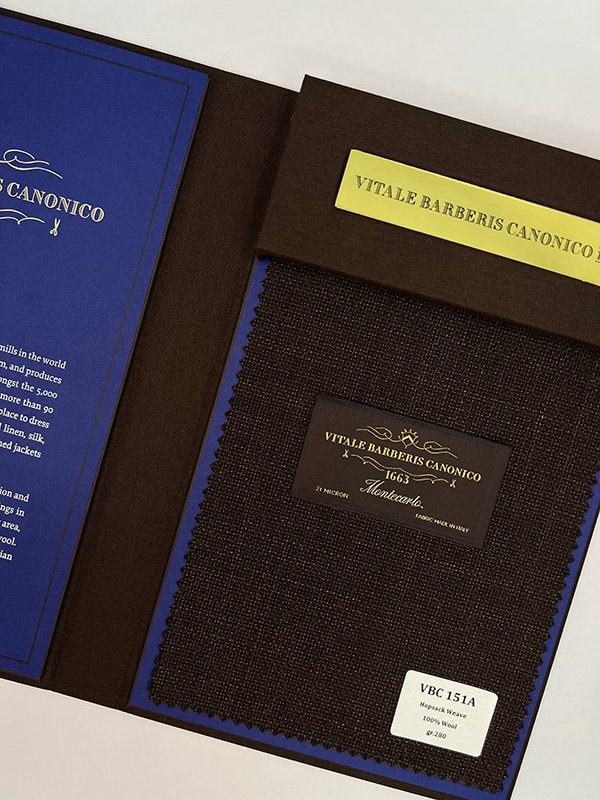 S CANONICO
mills in the world
m, and produces
ongst the 5,000
more than 90
place to dress
linen, silk,
ned jackets
ion and
ngs in
area,
wool.
ian
VITALE BARBERIS CANONICO 1
VITALE BARBERIS CANONICO
1663
21 MICRON Montecarlo.
FABRIC MADE IN ITALY
VBC 151A
Hopsack Weave
100% Wool
gr.280